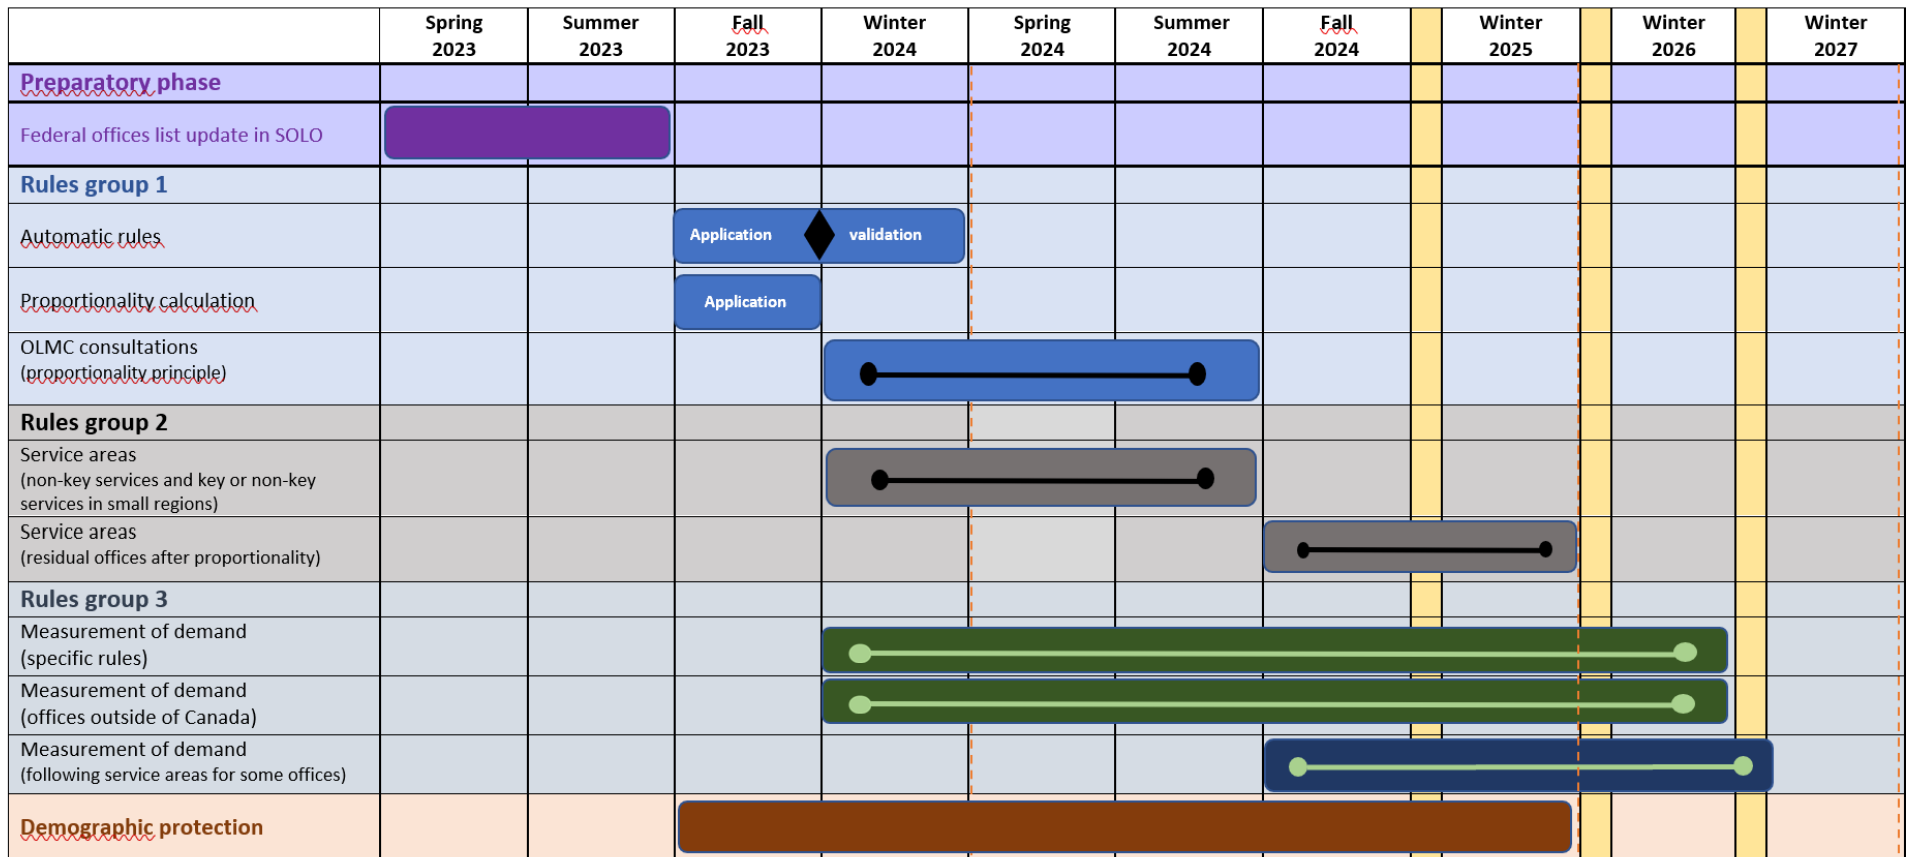 Spring Summer Fall Winter Spring Summer Fall Winter Winter Winter
2023 2023 2023 2024 2024 2024 2024 2025 2026 2027
Preparatory phase
Federal offices list update in SOLO
Rules group 1
Automatic rules Application validation
Proportionality calculation Application
OLMC consultations
(proportionality principle)
Rules group 2
Service areas
(non-key services and key or non-key
services in small regions)
Service areas
(residual offices after proportionality)
Rules group 3
Measurement of demand
(specific rules)
Measurement of demand
(offices outside of Canada)
Measurement of demand
(following service areas for some offices)
Demographic protection